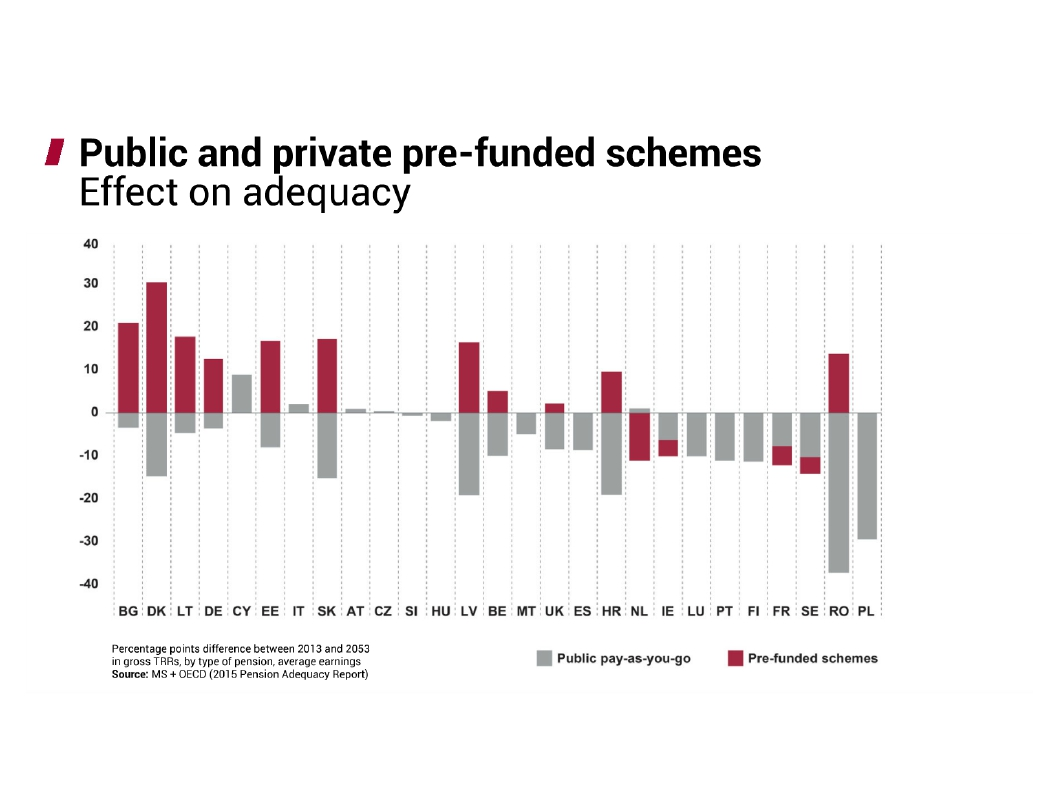 Public and private pre-funded schemes
Effect on adequacy
40
30
20
10
0
-10
-20
-30
-40
BG DK LT DE CY EE IT SK AT CZ SI HU LV BE MT UK ES HR NL IE LU PT FI FR SE RO PL
Percentage points difference between 2013 and 2053
in gross TRRs, by type of pension, average earnings
Source: MS + OECD (2015 Pension Adequacy Report)
Public pay-as-you-go Pre-funded schemes